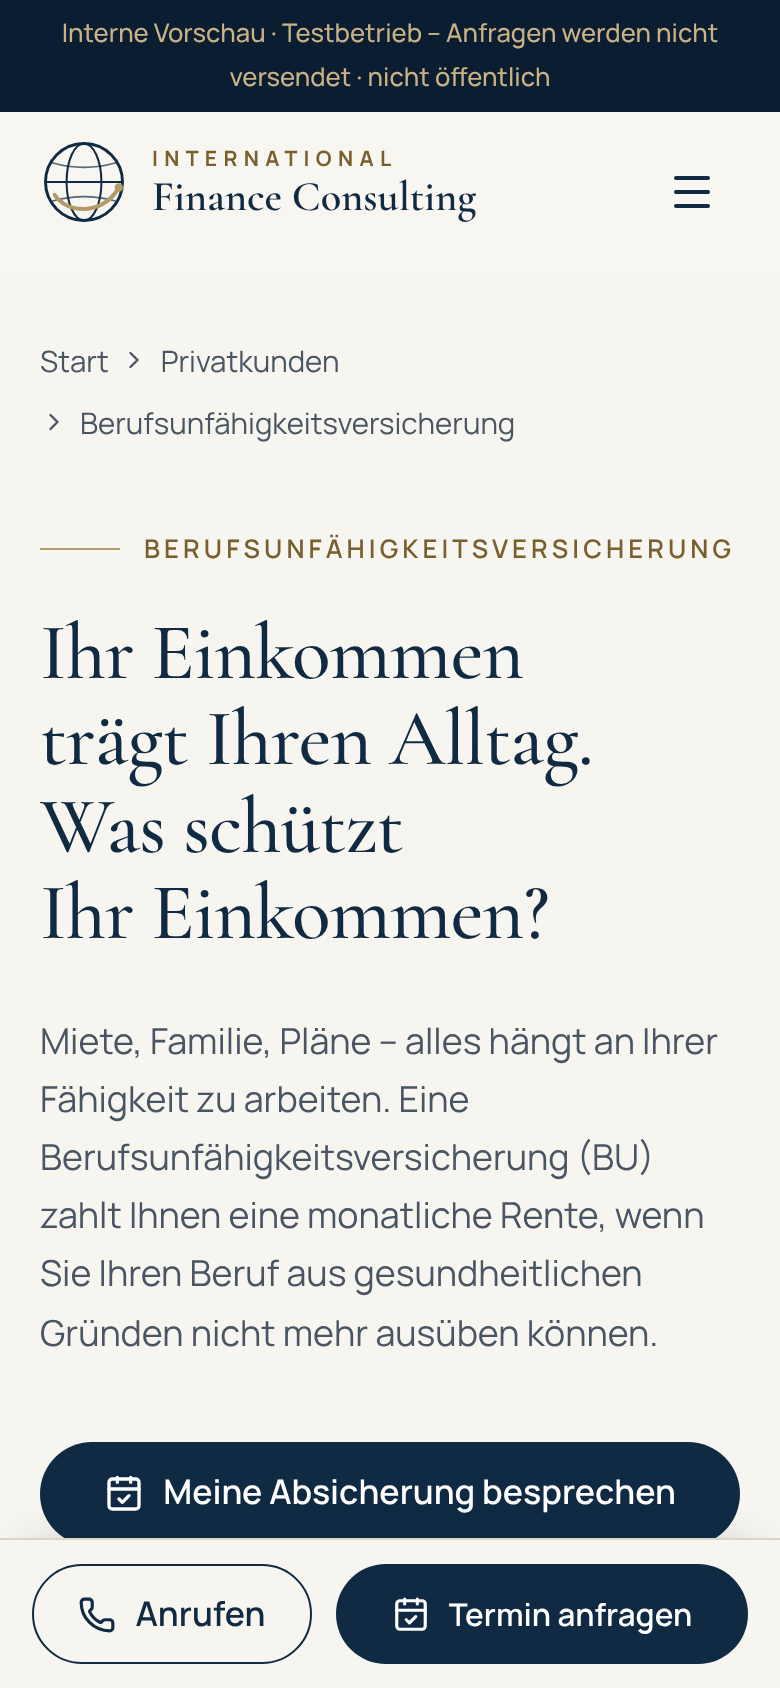 Interne Vorschau · Testbetrieb – Anfragen werden nicht
versendet · nicht öffentlich
INTERNATIONAL
Finance Consulting
Start > Privatkunden
> Berufsunfähigkeitsversicherung
BERUFSUNFÄHIGKEITSVERSICHERUNG
Ihr Einkommen
trägt Ihren Alltag.
Was schützt
Ihr Einkommen?
Miete, Familie, Pläne – alles hängt an Ihrer
Fähigkeit zu arbeiten. Eine
Berufsunfähigkeitsversicherung (BU)
zahlt Ihnen eine monatliche Rente, wenn
Sie Ihren Beruf aus gesundheitlichen
Gründen nicht mehr ausüben können.
Meine Absicherung besprechen
Anrufen
Termin anfragen